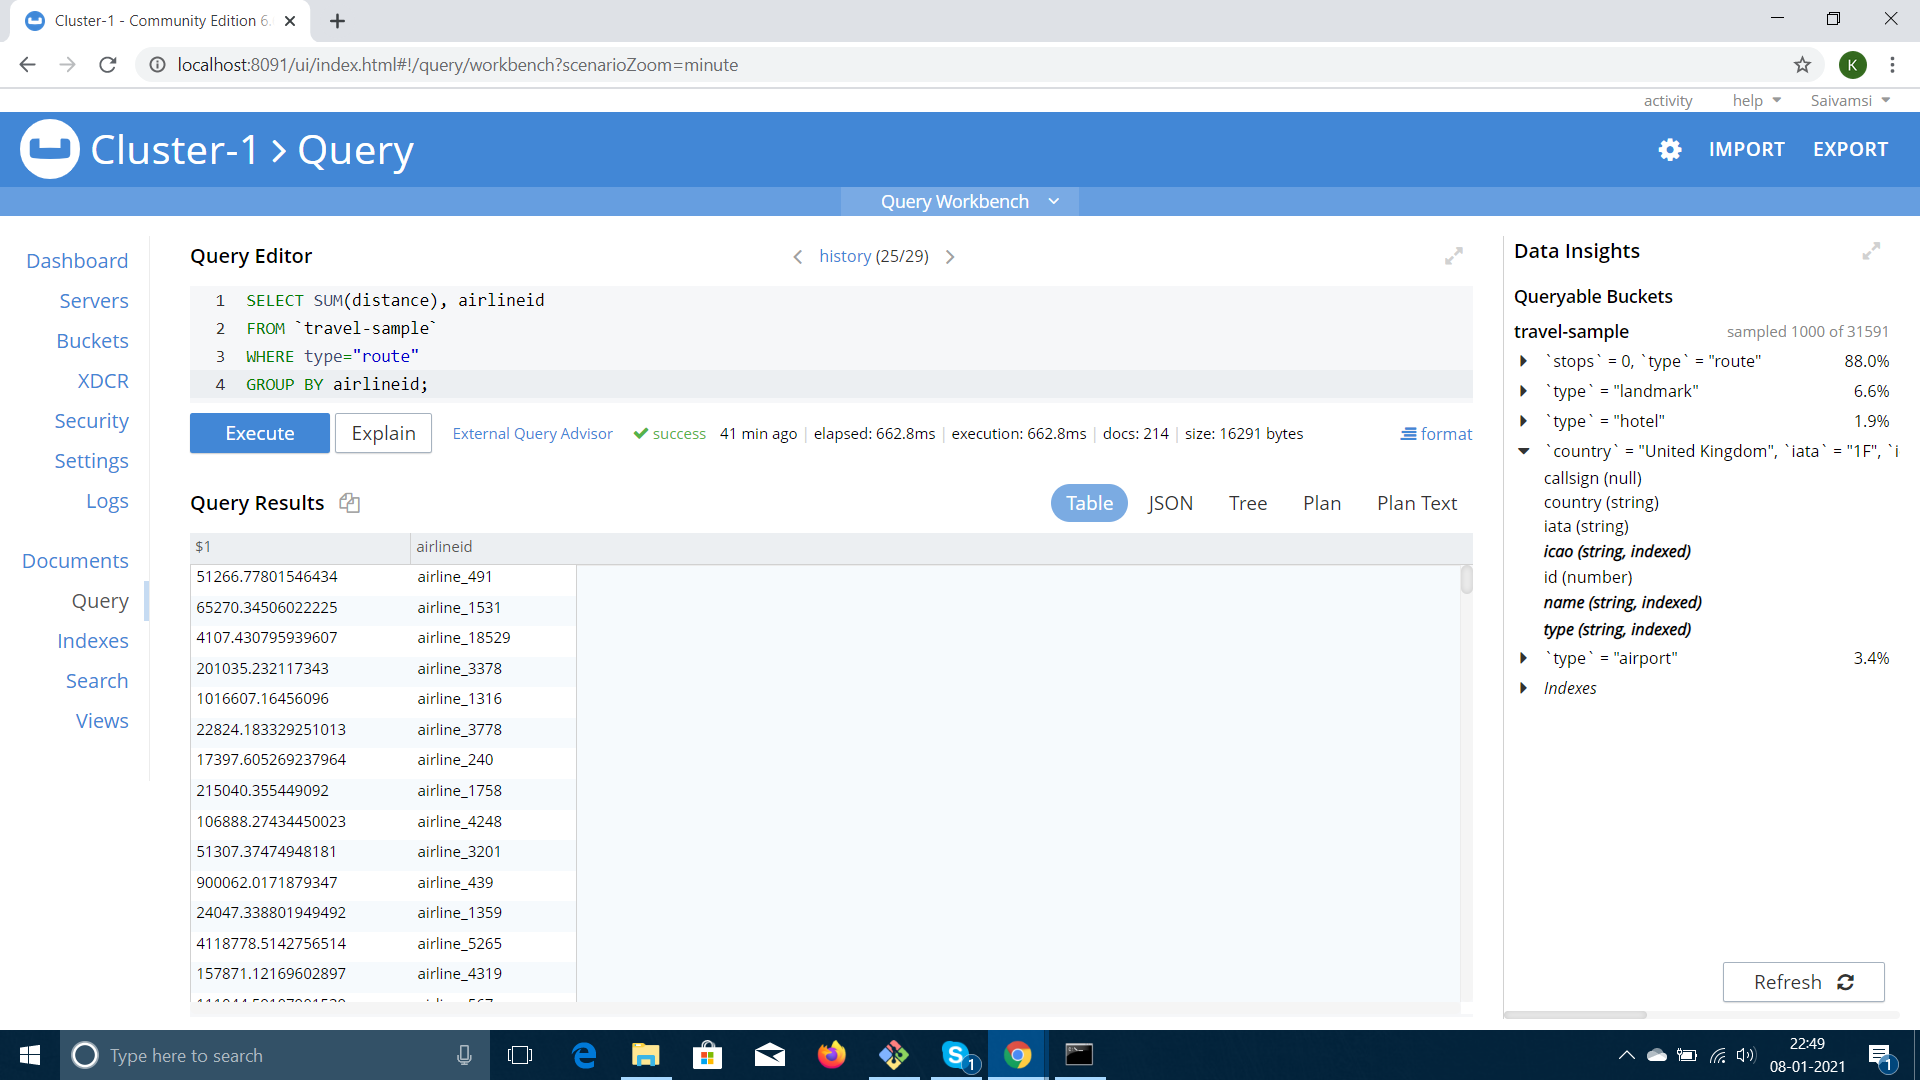 Cluster-1 - Community Edition 6.
localhost:8091/ui/index.html#!/query/workbench?scenarioZoom=minute
K
activity help Saivamsi
Cluster-1 > Query
IMPORT EXPORT
Query Workbench
Dashboard
Servers
Buckets
XDCR
Security
Settings
Logs
Documents
Query
Indexes
Search
Views
Query Editor
history (25/29)
1 SELECT SUM(distance), airlineid
2 FROM `travel-sample`
3 WHERE type="route"
4 GROUP BY airlineid;
Execute Explain External Query Advisor success 41 min ago | elapsed: 662.8ms | execution: 662.8ms | docs: 214 | size: 16291 bytes format
Query Results
Table JSON Tree Plan Plan Text
$1 airlineid
51266.77801546434 airline_491
65270.34506022225 airline_1531
4107.430795939607 airline_18529
201035.232117343 airline_3378
1016607.16456096 airline_1316
22824.183329251013 airline_3778
17397.605269237964 airline_240
215040.355449092 airline_1758
106888.27434450023 airline_4248
51307.37474948181 airline_3201
900062.0171879347 airline_439
24047.338801949492 airline_1359
4118778.5142756514 airline_5265
157871.12169602897 airline_4319
Data Insights
Queryable Buckets
travel-sample sampled 1000 of 31591
`stops` = 0, `type` = "route" 88.0%
`type` = "landmark" 6.6%
`type` = "hotel" 1.9%
`country` = "United Kingdom", `iata` = "1F", `i
callsign (null)
country (string)
iata (string)
icao (string, indexed)
id (number)
name (string, indexed)
type (string, indexed)
`type` = "airport" 3.4%
Indexes
Refresh
Type here to search
1
22:49
08-01-2021
1